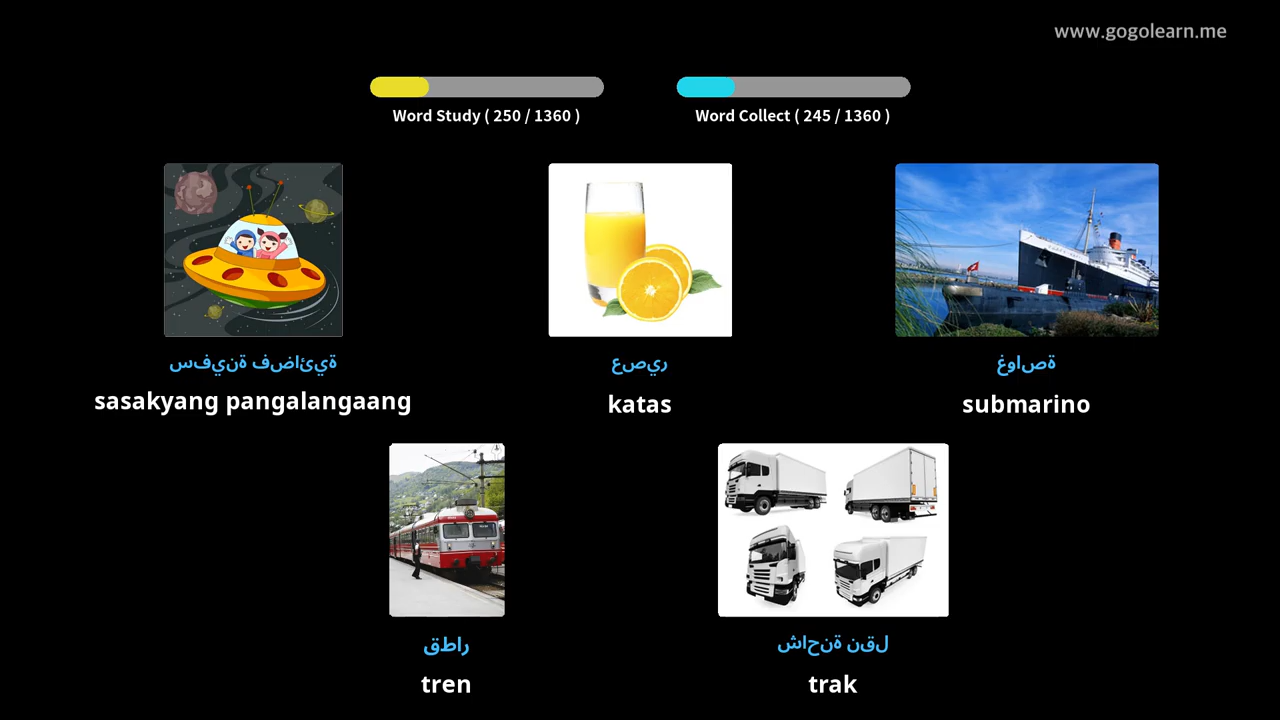 www.gogolearn.me
Word Study ( 250 / 1360 )
Word Collect ( 245 / 1360 )
سفينة فضائية
sasakyang pangalangaang
عصير
katas
غواصة
submarino
قطار
tren
شاحنة نقل
trak